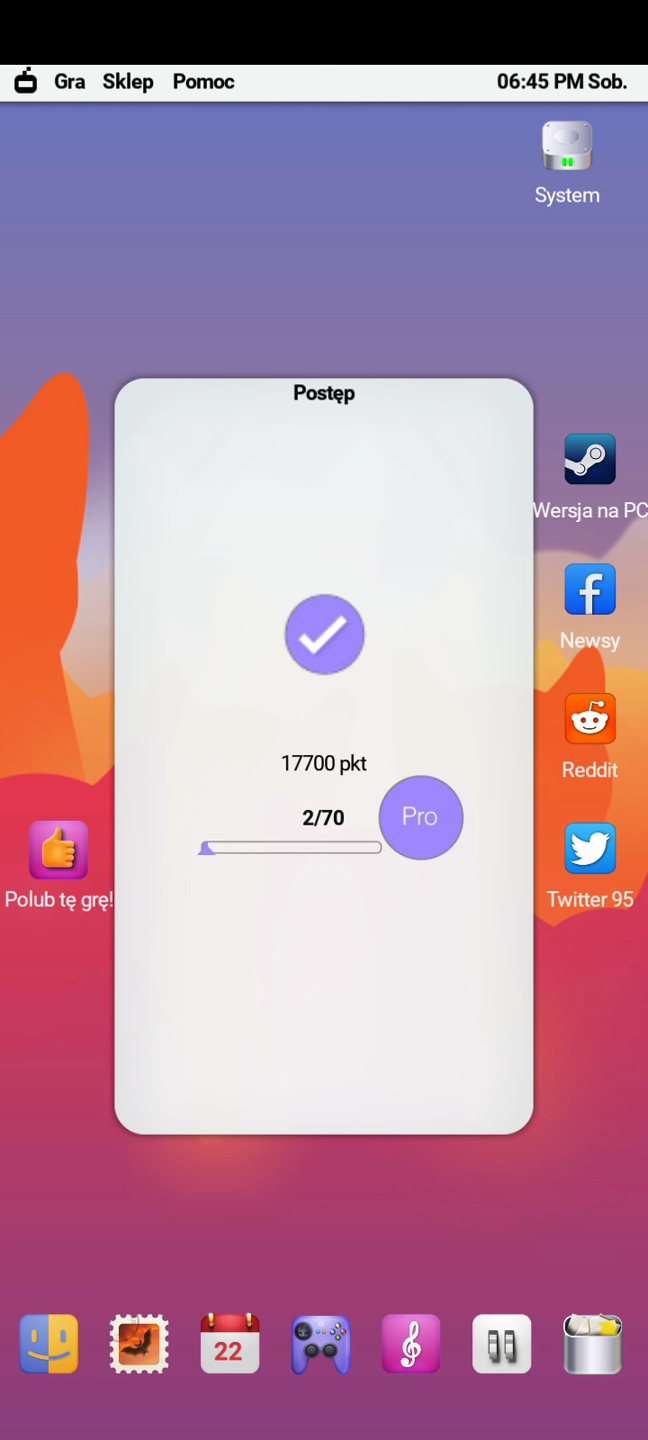 Gra Sklep Pomoc 06:45 PM Sob.
System
Postęp
Wersja na PC
Newsy
Reddit
17700 pkt
2/70
Pro
Polub tę grę!
Twitter 95
22